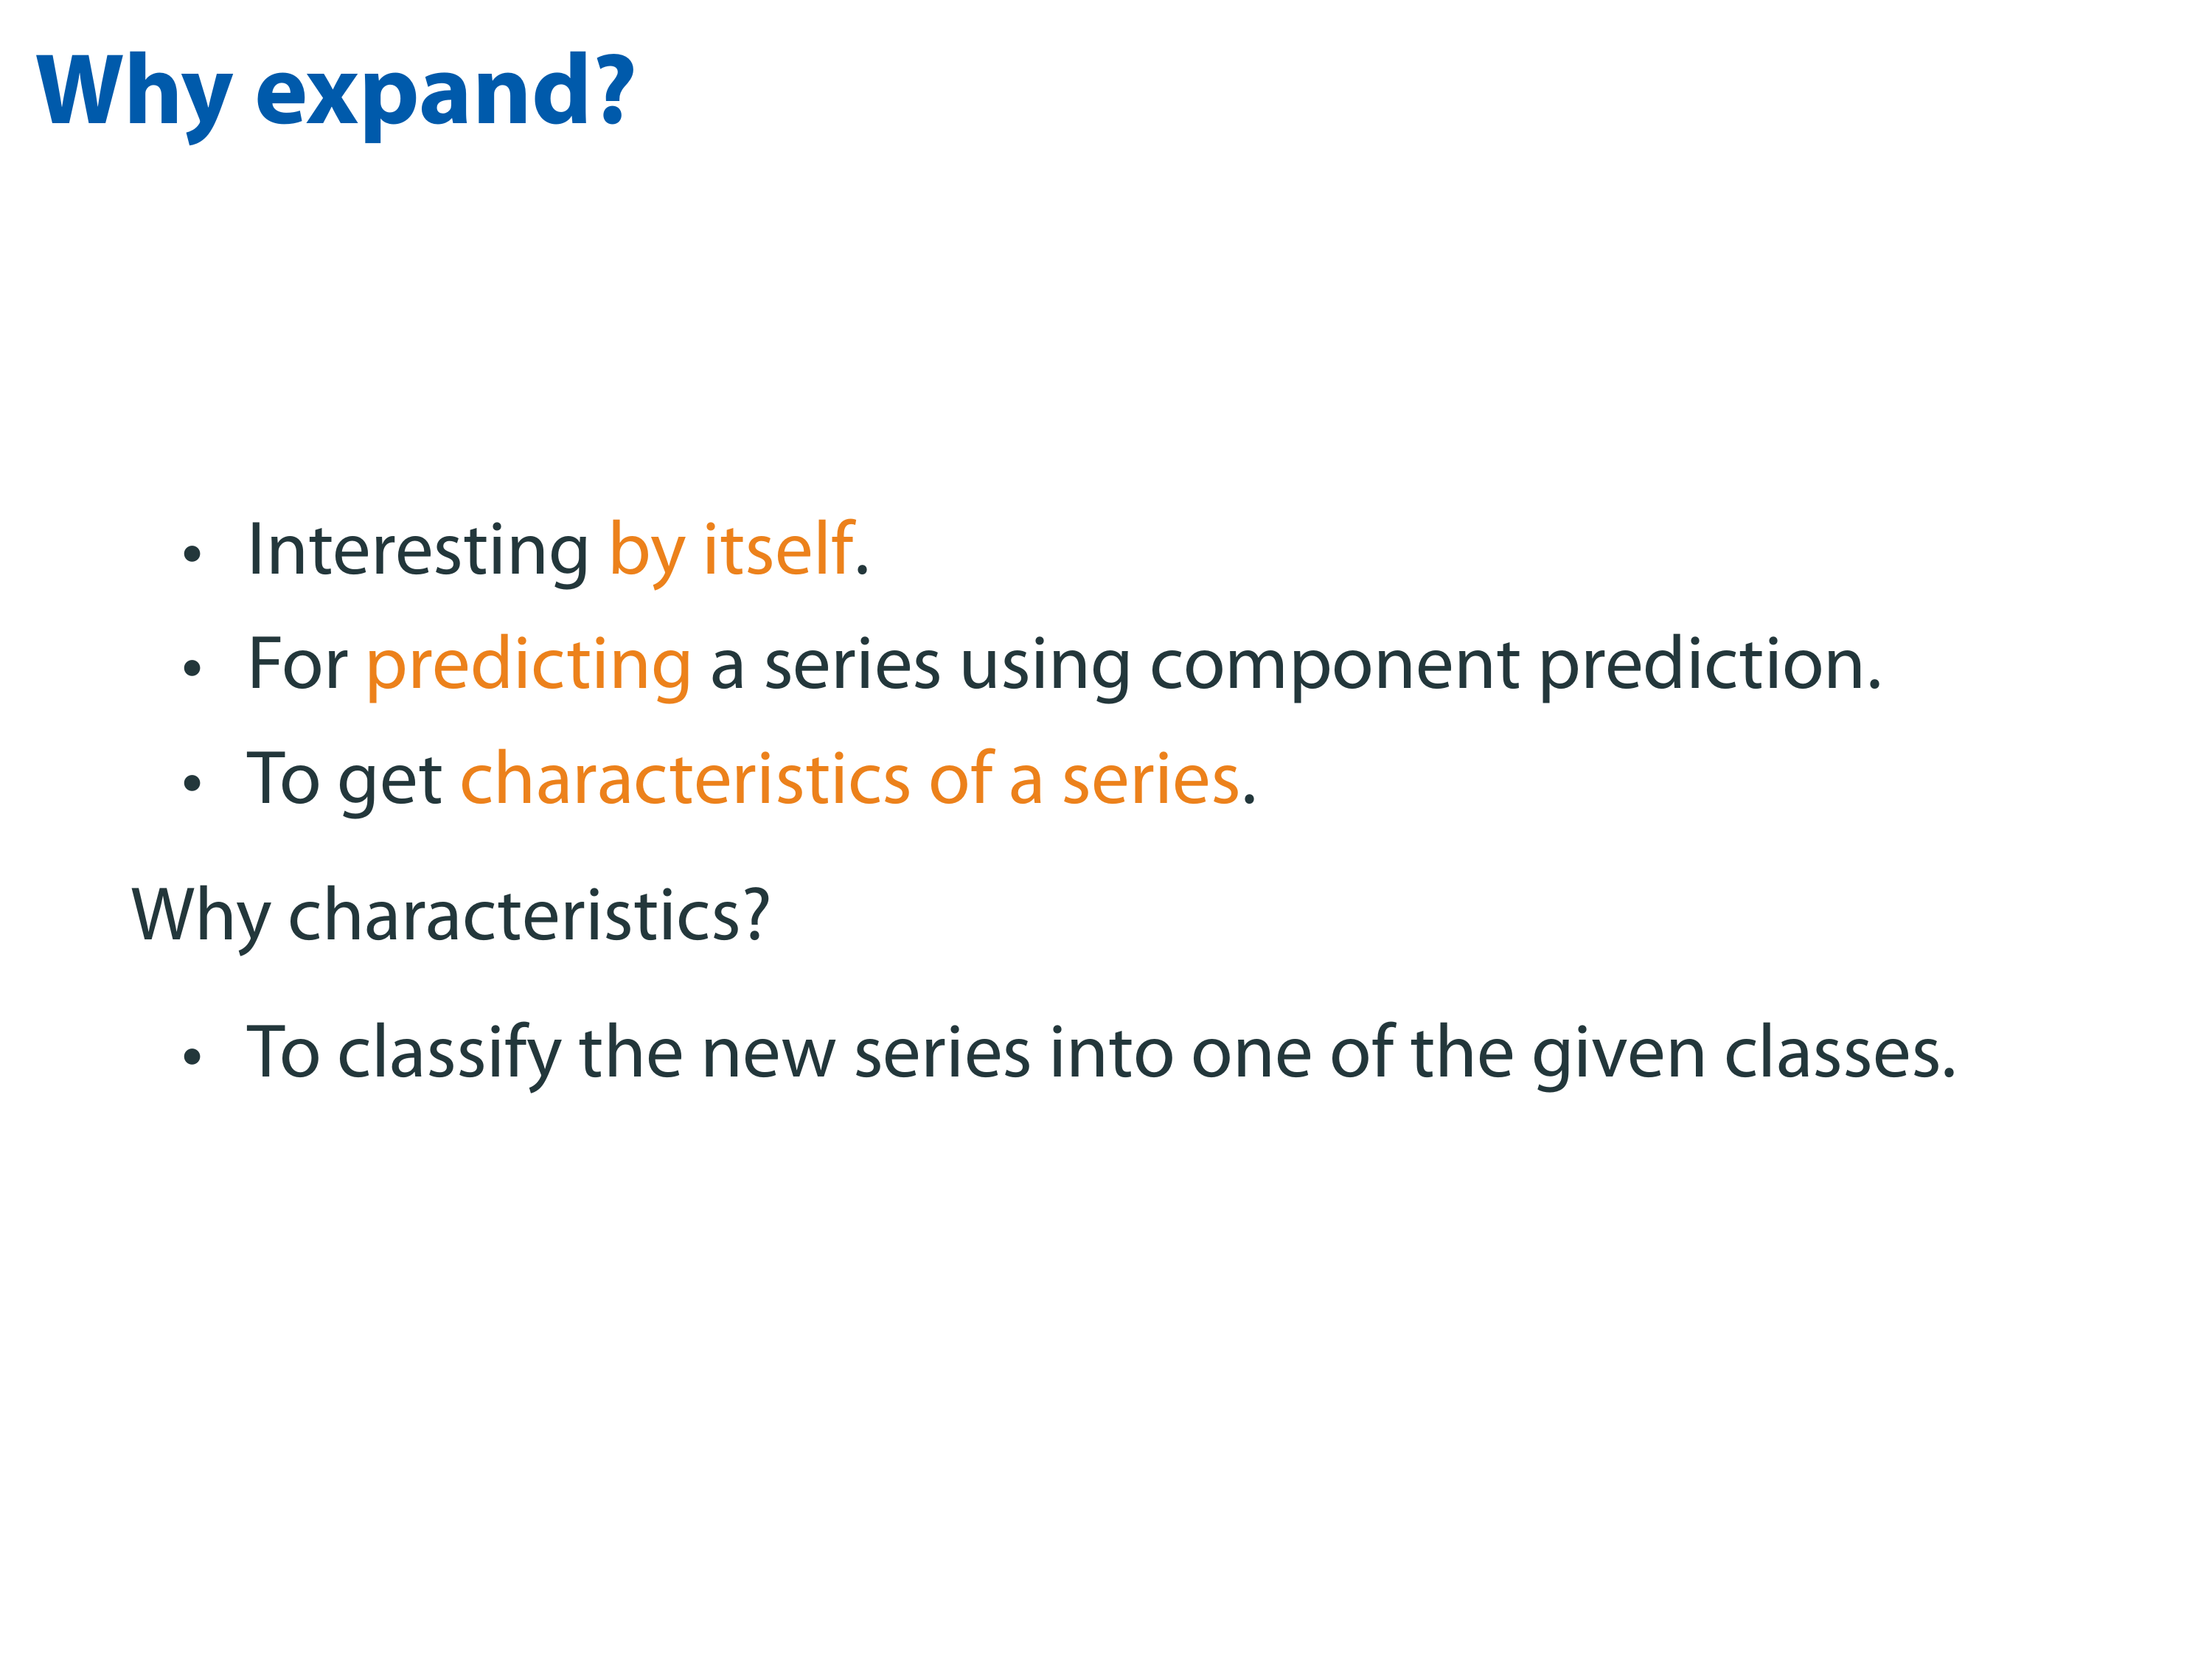 Why expand?
• Interesting by itself.
• For predicting a series using component prediction.
• To get characteristics of a series.
Why characteristics?
• To classify the new series into one of the given classes.